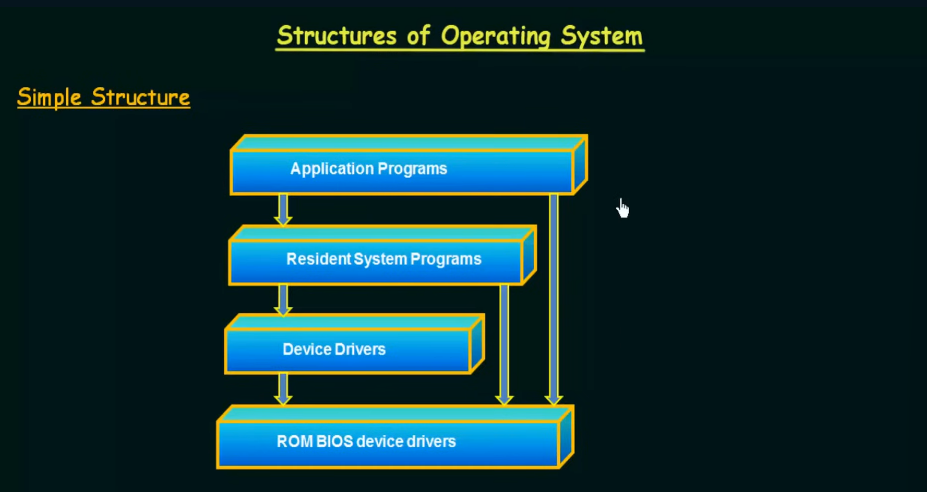 Structures of Operating System
Simple Structure
Application Programs
Resident System Programs
Device Drivers
ROM BIOS device drivers